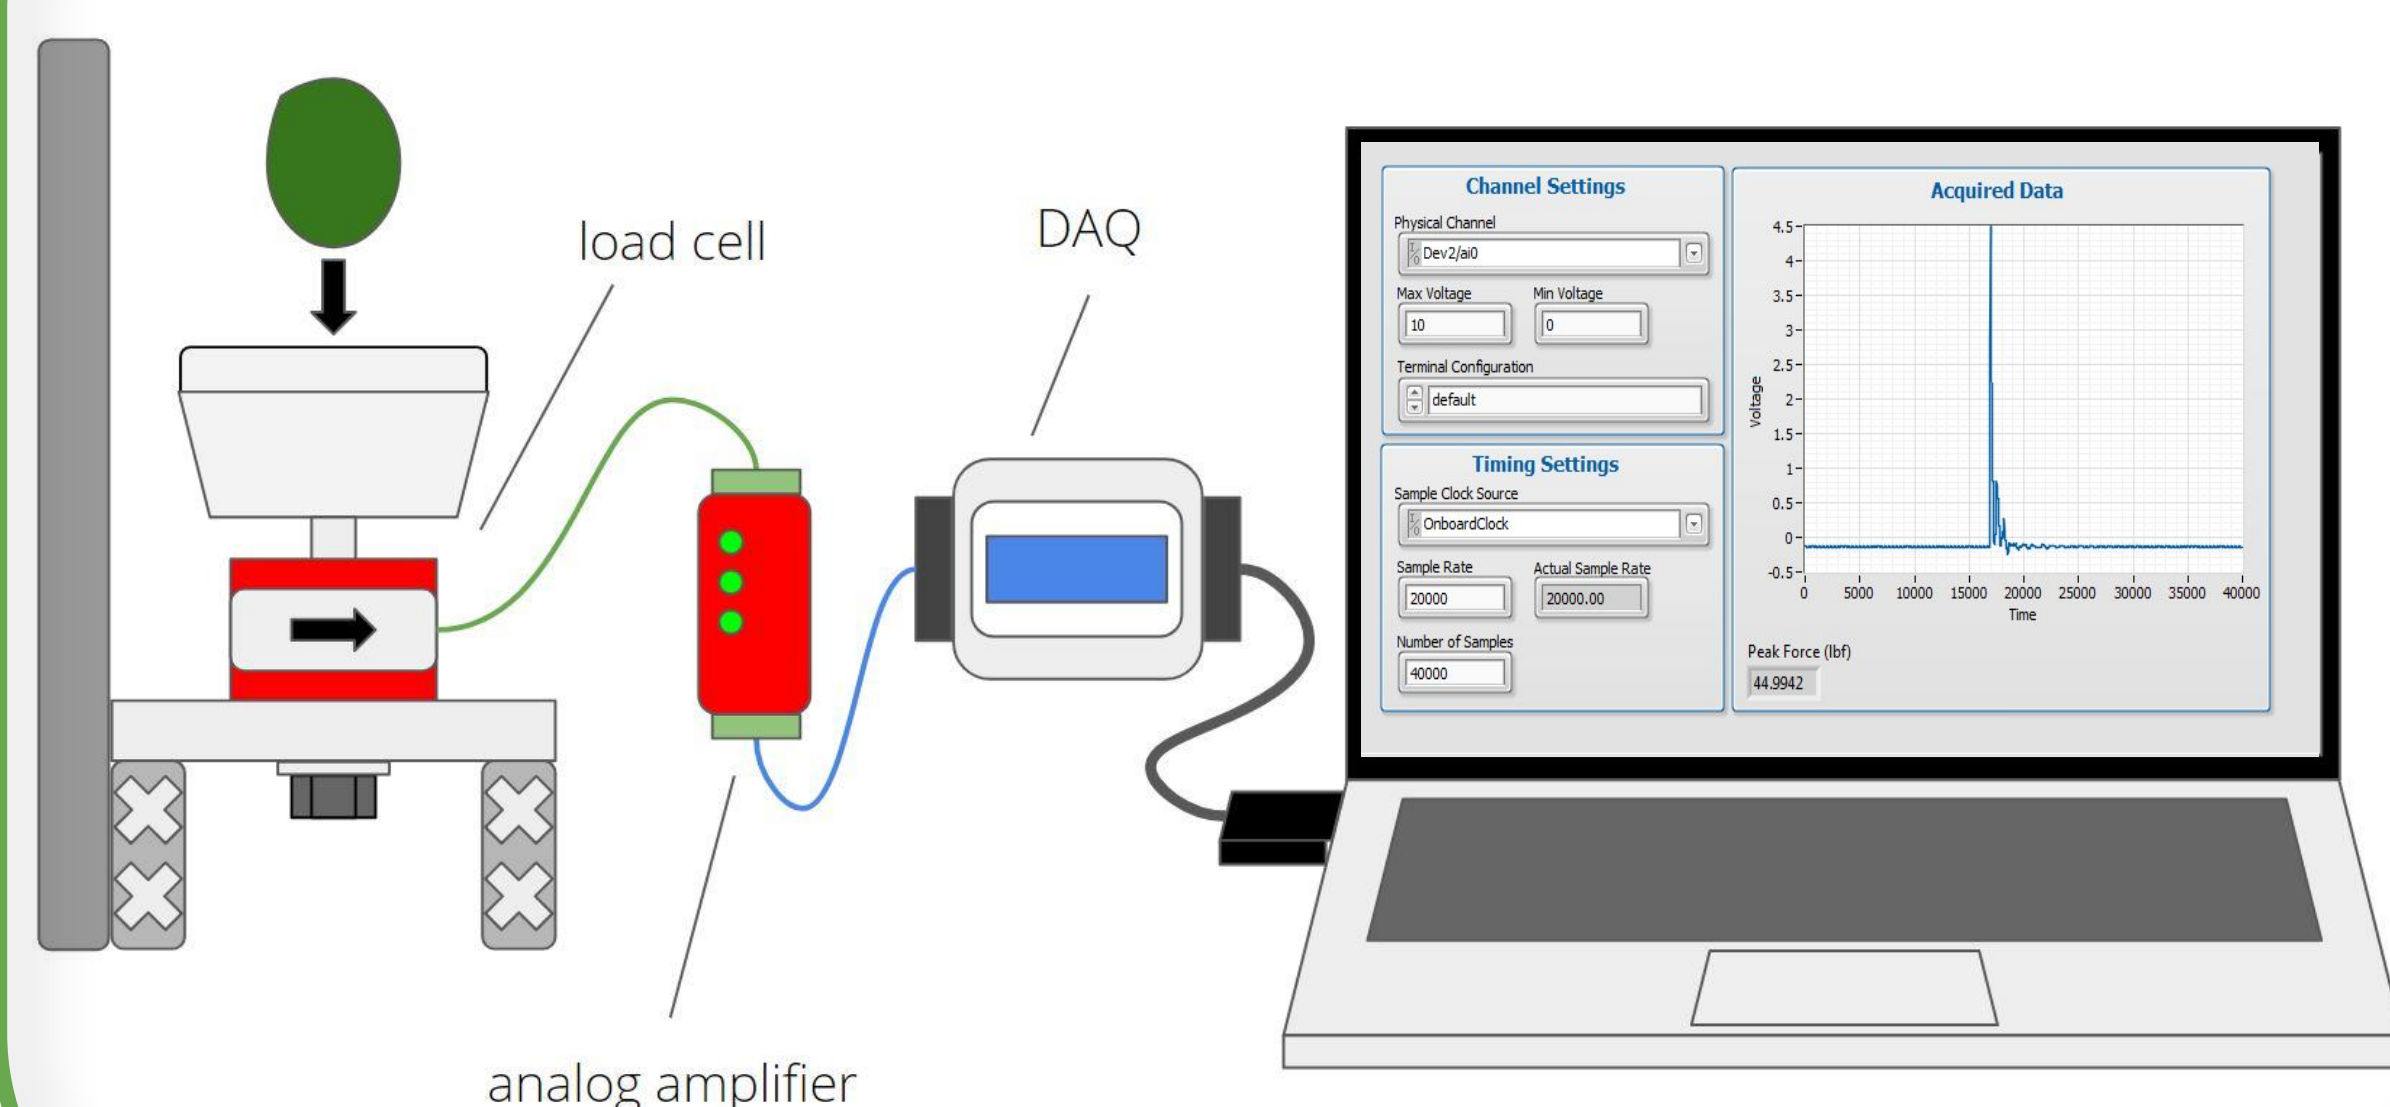 load cell
DAQ
analog amplifier
Channel Settings
Physical Channel
Dev2/ai0
Max Voltage Min Voltage
10 0
Terminal Configuration
default
Timing Settings
Sample Clock Source
OnboardClock
Sample Rate Actual Sample Rate
20000 20000.00
Number of Samples
40000
Acquired Data
4.5
4
3.5
3
2.5
2
1.5
1
0.5
0
-0.5
Voltage
0 5000 10000 15000 20000 25000 30000 35000 40000
Time
Peak Force (lbf)
44.9942